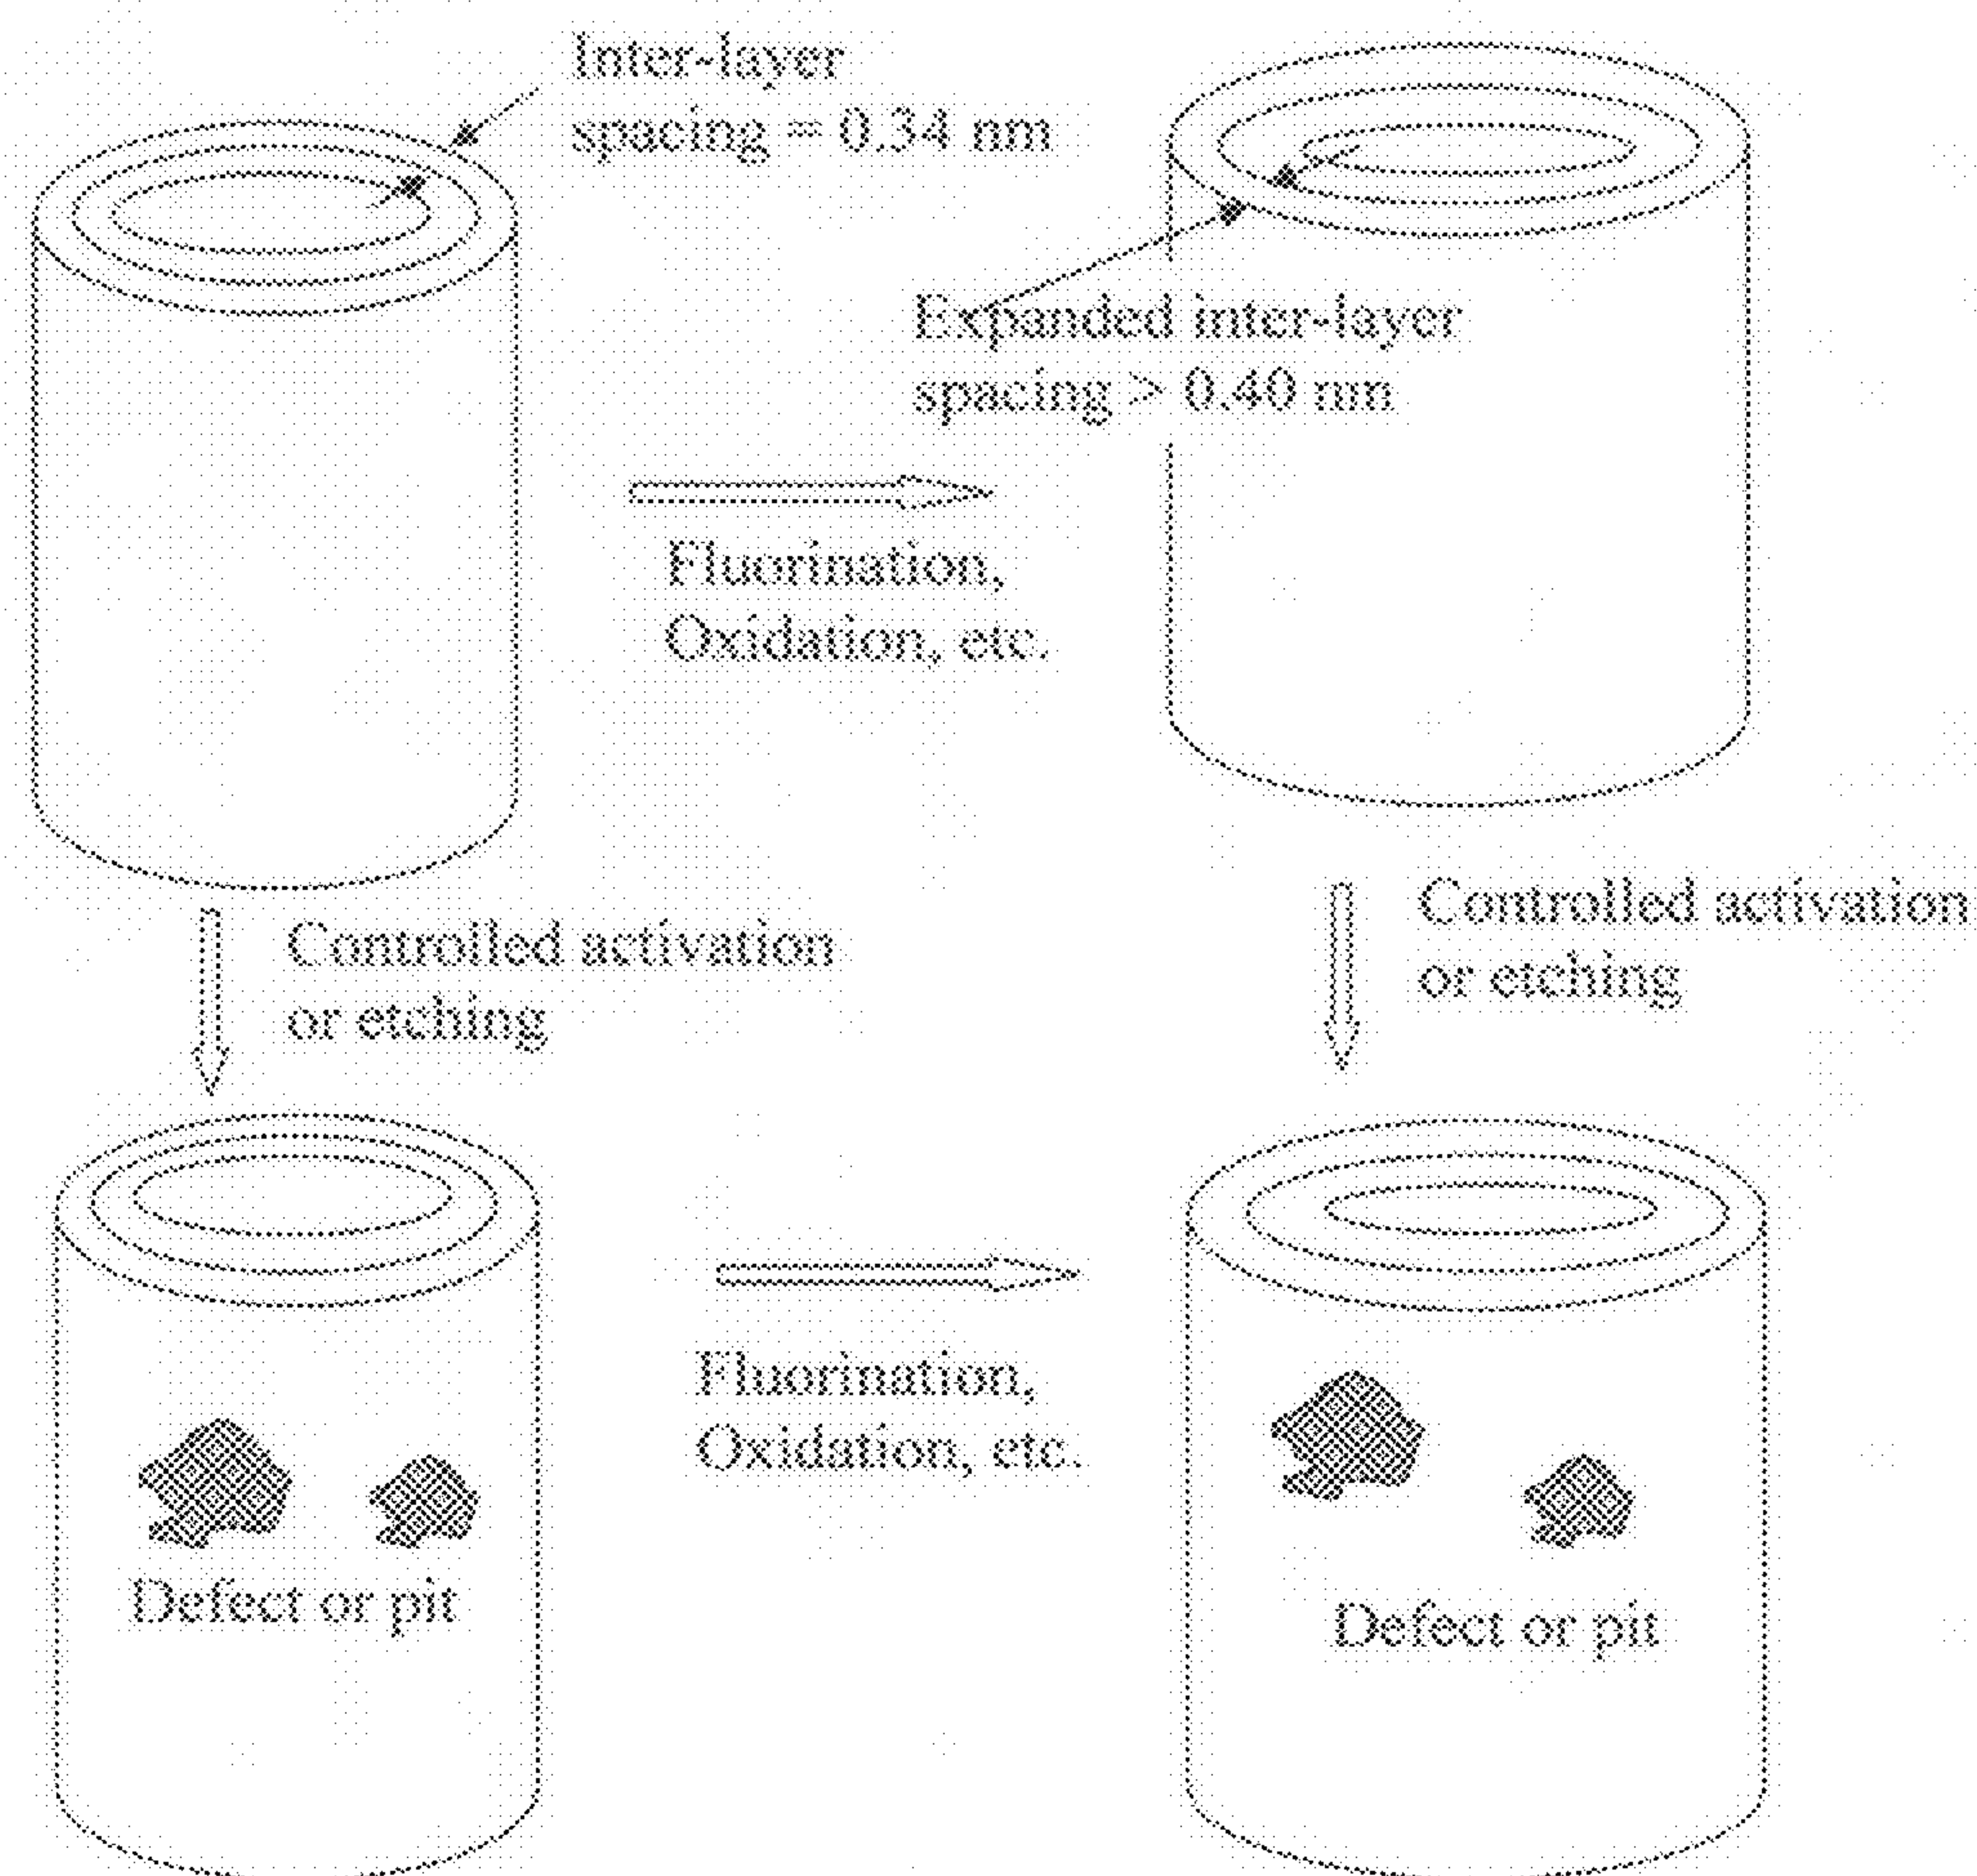 Inter-layer
spacing = 0.34 nm
Expanded inter-layer
spacing > 0.40 nm
Fluorination,
Oxidation, etc.
Controlled activation
or etching
Controlled activation
or etching
Fluorination,
Oxidation, etc.
Defect or pit
Defect or pit